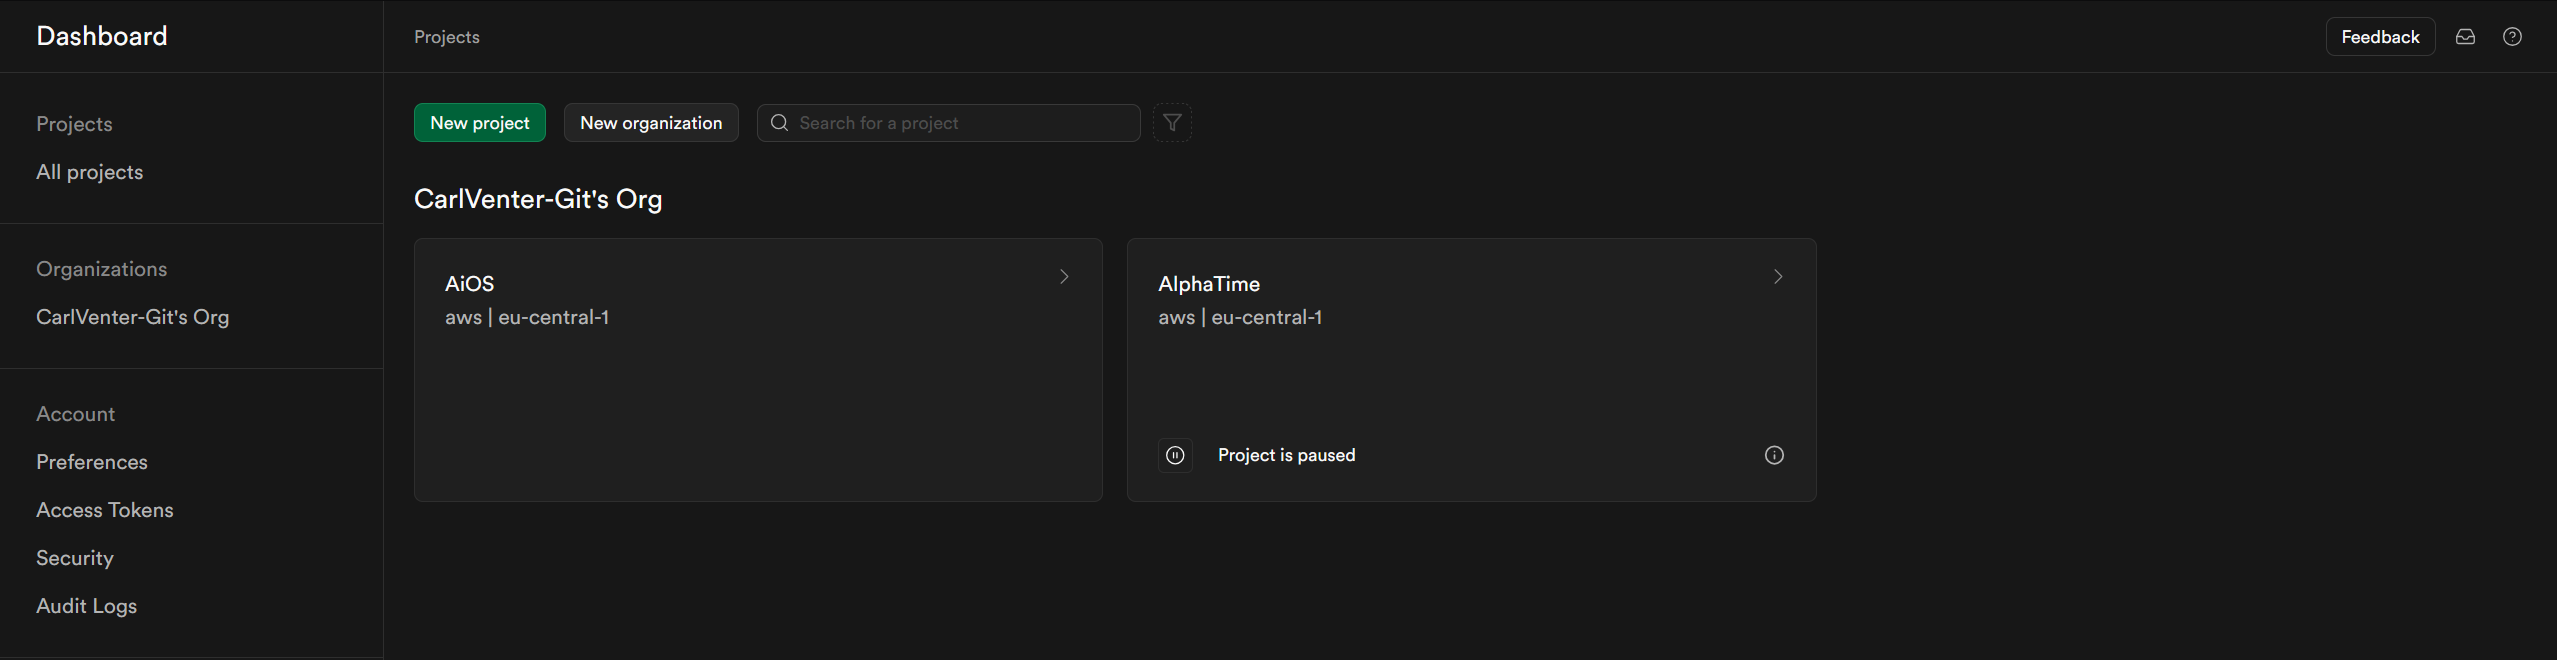 Dashboard
Projects
Feedback
Projects
All projects
Organizations
CarlVenter-Git's Org
Account
Preferences
Access Tokens
Security
Audit Logs
New project
New organization
Search for a project
CarlVenter-Git's Org
AiOS
aws | eu-central-1
AlphaTime
aws | eu-central-1
Project is paused